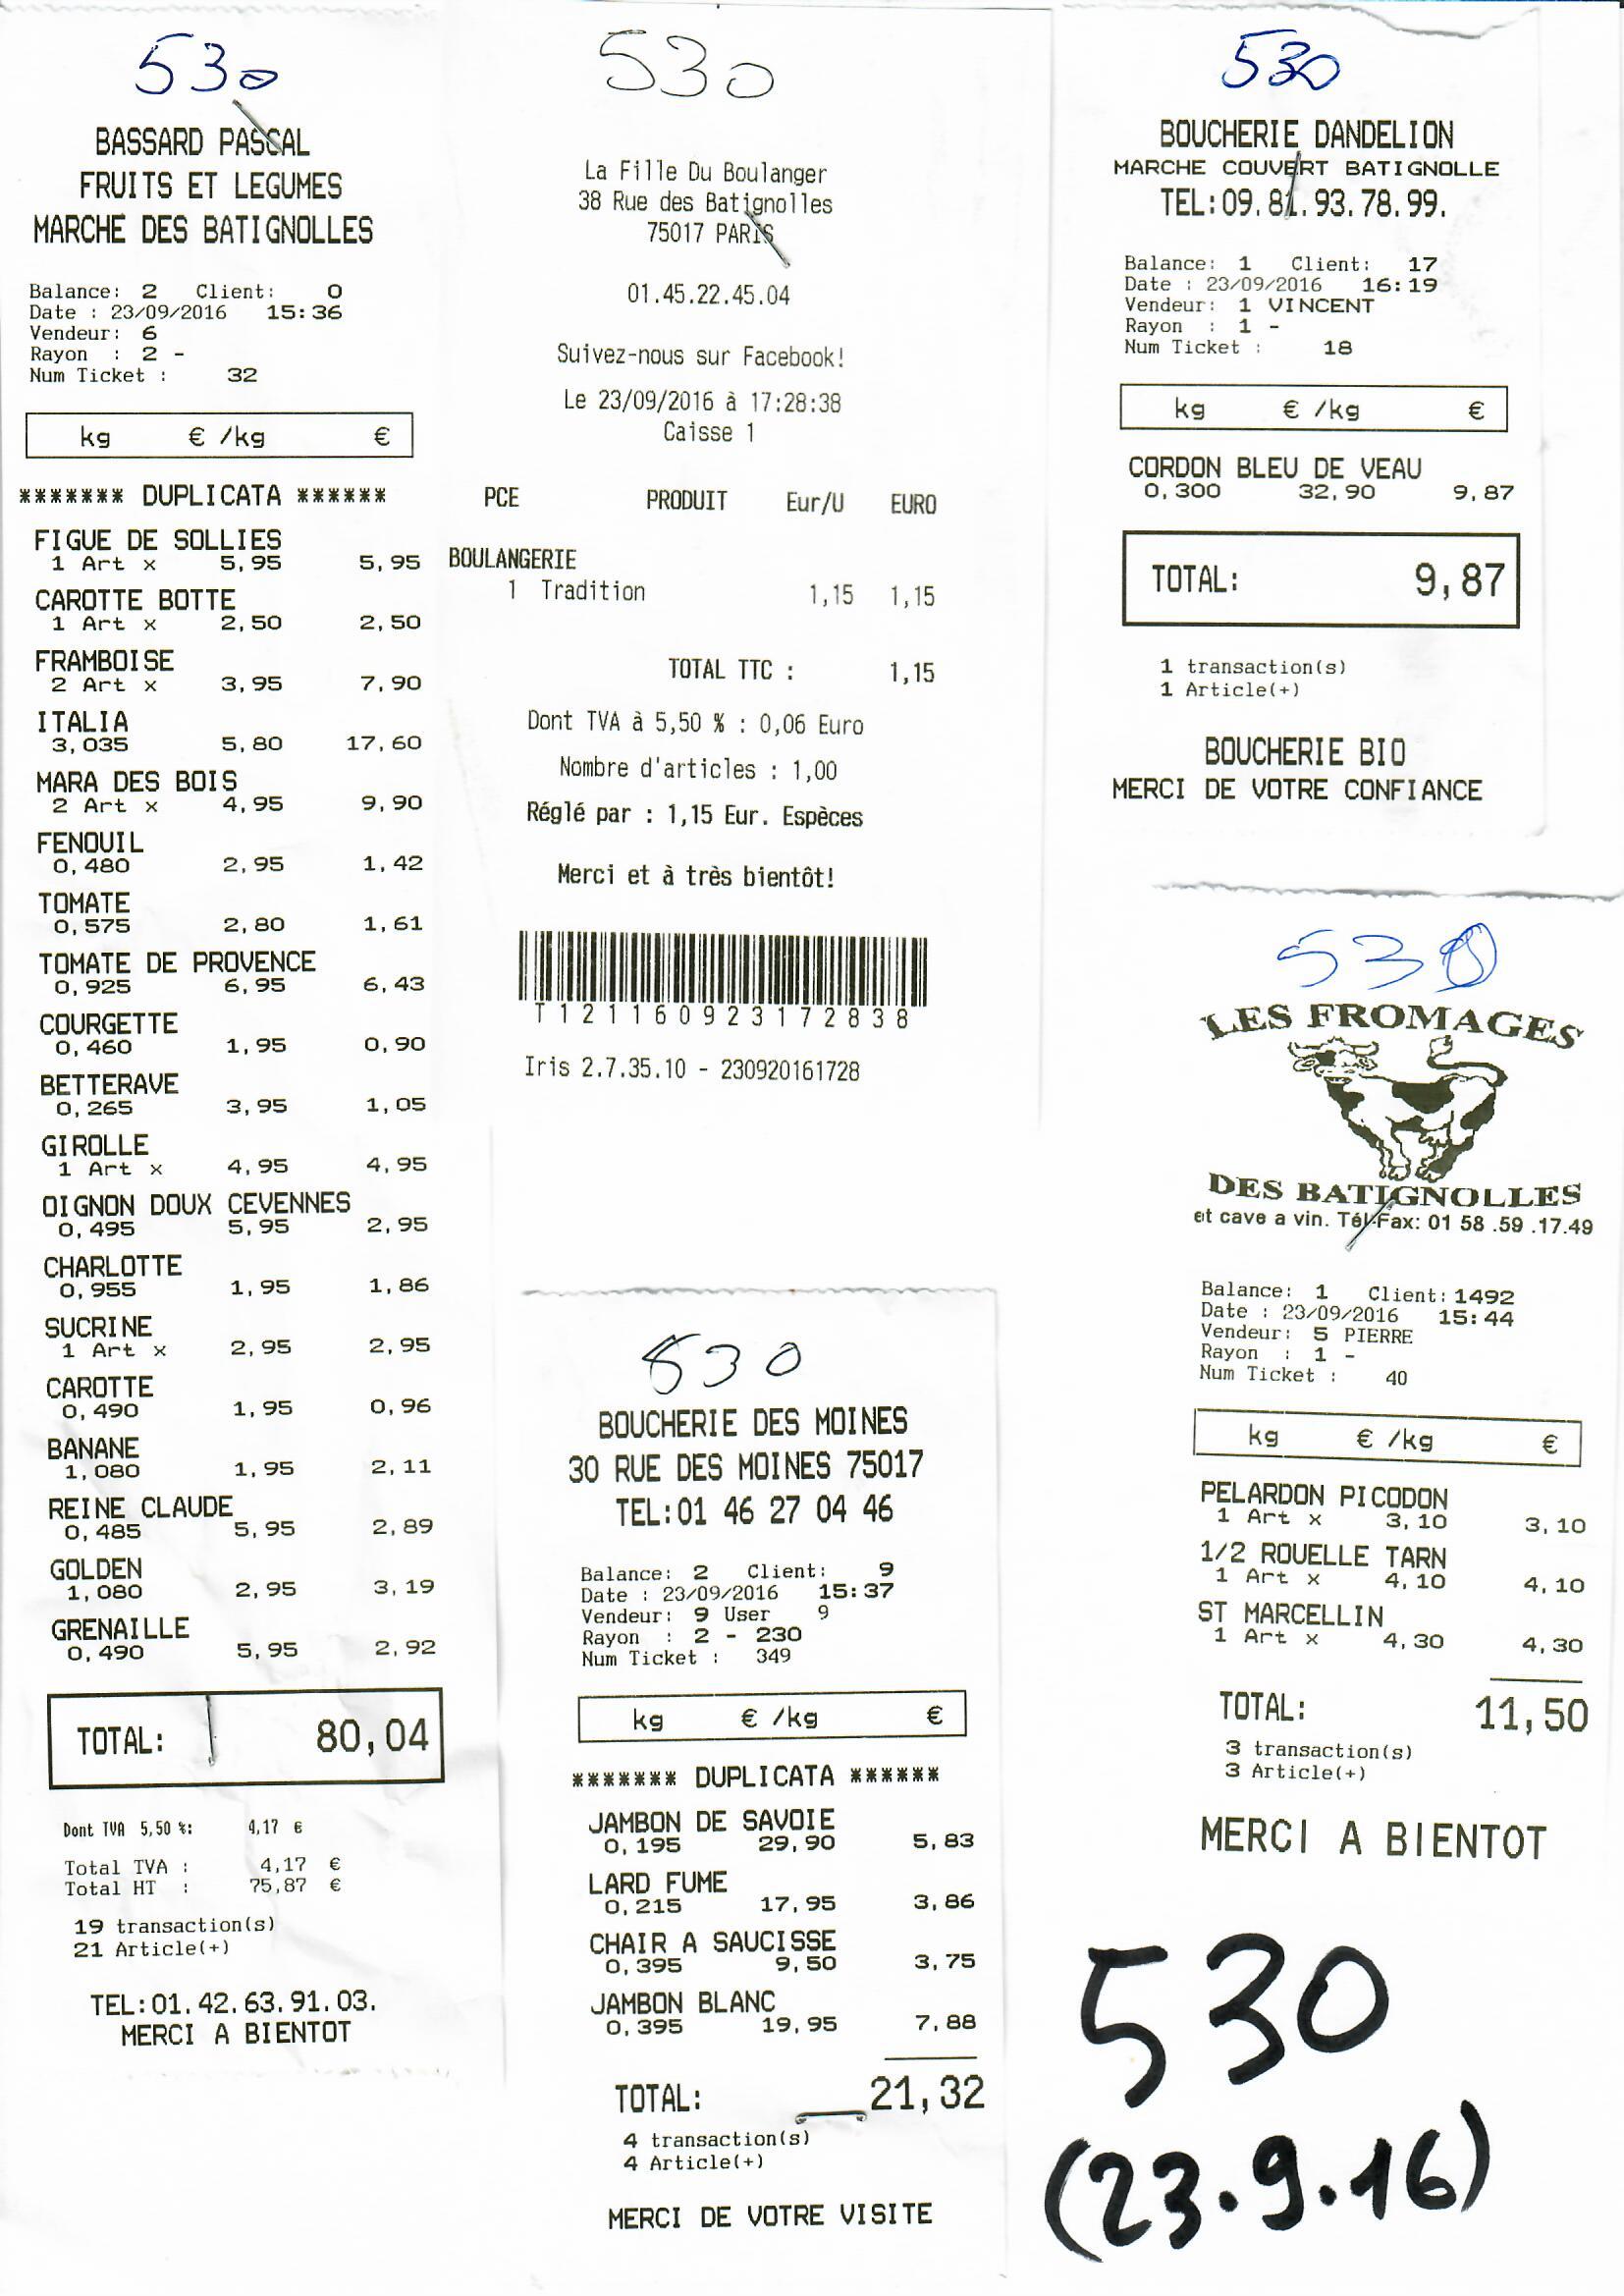 530
BASSARD PASCAL
FRUITS ET LEGUMES
MARCHE DES BATIGNOLLES
Balance: 2 Client: 0
Date : 23/09/2016 15:36
Vendeur: 6
Rayon : 2 -
Num Ticket : 32
kg € /kg €
******* DUPLICATA ******
FIGUE DE SOLLIES
1 Art x 5,95 5,95
CAROTTE BOTTE
1 Art x 2,50 2,50
FRAMBOISE
2 Art x 3,95 7,90
ITALIA
3,035 5,80 17,60
MARA DES BOIS
2 Art x 4,95 9,90
FENOUIL
0,480 2,95 1,42
TOMATE
0,575 2,80 1,61
TOMATE DE PROVENCE
0,925 6,95 6,43
COURGETTE
0,460 1,95 0,90
BETTERAVE
0,265 3,95 1,05
GIROLLE
1 Art x 4,95 4,95
OIGNON DOUX CEVENNES
0,495 5,95 2,95
CHARLOTTE
0,955 1,95 1,86
SUCRINE
1 Art x 2,95 2,95
CAROTTE
0,490 1,95 0,96
BANANE
1,080 1,95 2,11
REINE CLAUDE
0,485 5,95 2,89
GOLDEN
1,080 2,95 3,19
GRENAILLE
0,490 5,95 2,92
TOTAL: 80,04
Dont TVA 5,50 %: 4,17 €
Total TVA : 4,17 €
Total HT : 75,87 €
19 transaction(s)
21 Article(+)
TEL:01.42.63.91.03.
MERCI A BIENTOT
530
La Fille Du Boulanger
38 Rue des Batignolles
75017 PARIS
01.45.22.45.04
Suivez-nous sur Facebook!
Le 23/09/2016 à 17:28:38
Caisse 1
PCE PRODUIT Eur/U EURO
BOULANGERIE
1 Tradition 1,15 1,15
TOTAL TTC : 1,15
Dont TVA à 5,50 % : 0,06 Euro
Nombre d'articles : 1,00
Réglé par : 1,15 Eur. Espèces
Merci et à très bientôt!
T12116092317 2838
Iris 2.7.35.10 - 230920161728
530
BOUCHERIE DES MOINES
30 RUE DES MOINES 75017
TEL:01 46 27 04 46
Balance: 2 Client: 9
Date : 23/09/2016 15:37
Vendeur: 9 User 9
Rayon : 2 - 230
Num Ticket : 349
kg € /kg €
******* DUPLICATA ******
JAMBON DE SAVOIE
0,195 29,90 5,83
LARD FUME
0,215 17,95 3,86
CHAIR A SAUCISSE
0,395 9,50 3,75
JAMBON BLANC
0,395 19,95 7,88
TOTAL: 21,32
4 transaction(s)
4 Article(+)
MERCI DE VOTRE VISITE
530
BOUCHERIE DANDELION
MARCHE COUVERT BATIGNOLLE
TEL:09.81.93.78.99.
Balance: 1 Client: 17
Date : 23/09/2016 16:19
Vendeur: 1 VINCENT
Rayon : 1 -
Num Ticket : 18
kg € /kg €
CORDON BLEU DE VEAU
0,300 32,90 9,87
TOTAL: 9,87
1 transaction(s)
1 Article(+)
BOUCHERIE BIO
MERCI DE VOTRE CONFIANCE
530
LES FROMAGES
DES BATIGNOLLES
et cave a vin. Tél-Fax: 01 58 .59 .17.49
Balance: 1 Client: 1492
Date : 23/09/2016 15:44
Vendeur: 5 PIERRE
Rayon : 1 -
Num Ticket : 40
kg € /kg €
PELARDON PICODON
1 Art x 3,10 3,10
1/2 ROUELLE TARN
1 Art x 4,10 4,10
ST MARCELLIN
1 Art x 4,30 4,30
TOTAL: 11,50
3 transaction(s)
3 Article(+)
MERCI A BIENTOT
530
(23.9.16)